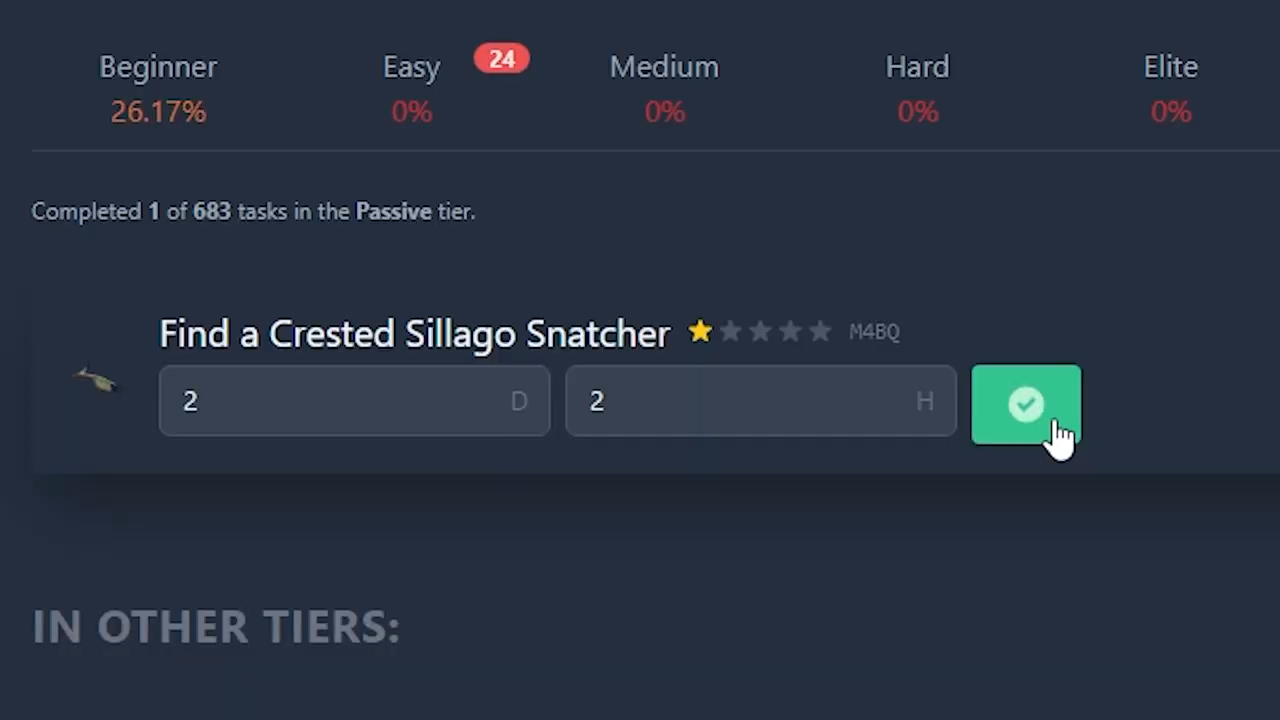 Beginner Easy 24 Medium Hard Elite
26.17% 0% 0% 0% 0%
Completed 1 of 683 tasks in the Passive tier.
Find a Crested Sillago Snatcher M4BQ
2 D 2 H
IN OTHER TIERS: